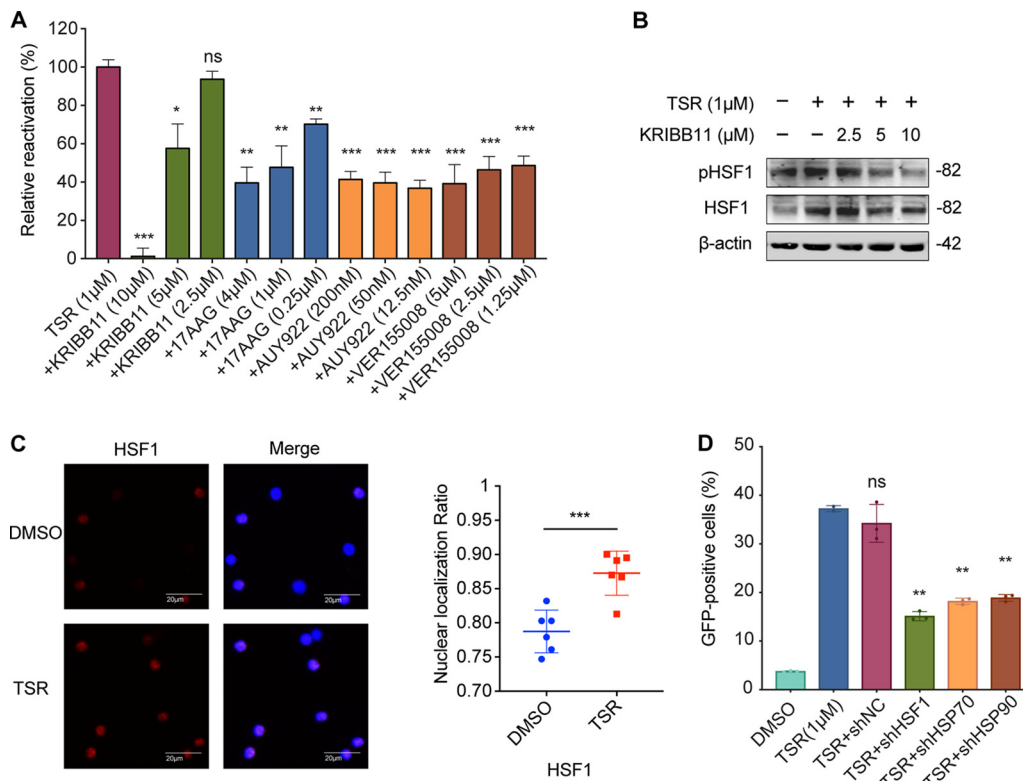 A
Relative reactivation (%)
120
100
80
60
40
20
0
***
*
ns
**
**
**
***
***
***
***
***
***
TSR (1μM)
+KRIBB11 (10μM)
+KRIBB11 (5μM)
+KRIBB11 (2.5μM)
+17AAG (4μM)
+17AAG (1μM)
+17AAG (0.25μM)
+AUY922 (200nM)
+AUY922 (50nM)
+AUY922 (12.5nM)
+VER155008 (5μM)
+VER155008 (2.5μM)
+VER155008 (1.25μM)
B
TSR (1μM) – + + + +
KRIBB11 (μM) – – 2.5 5 10
pHSF1 -82
HSF1 -82
β-actin -42
C
HSF1 Merge
DMSO
20μm 20μm
TSR
20μm 20μm
Nuclear localization Ratio
1
0.95
0.90
0.85
0.80
0.75
0.70
***
DMSO
TSR
HSF1
D
GFP-positive cells (%)
50
40
30
20
10
0
ns
**
**
**
DMSO
TSR(1μM)
TSR+shNC
TSR+shHSF1
TSR+shHSP70
TSR+shHSP90